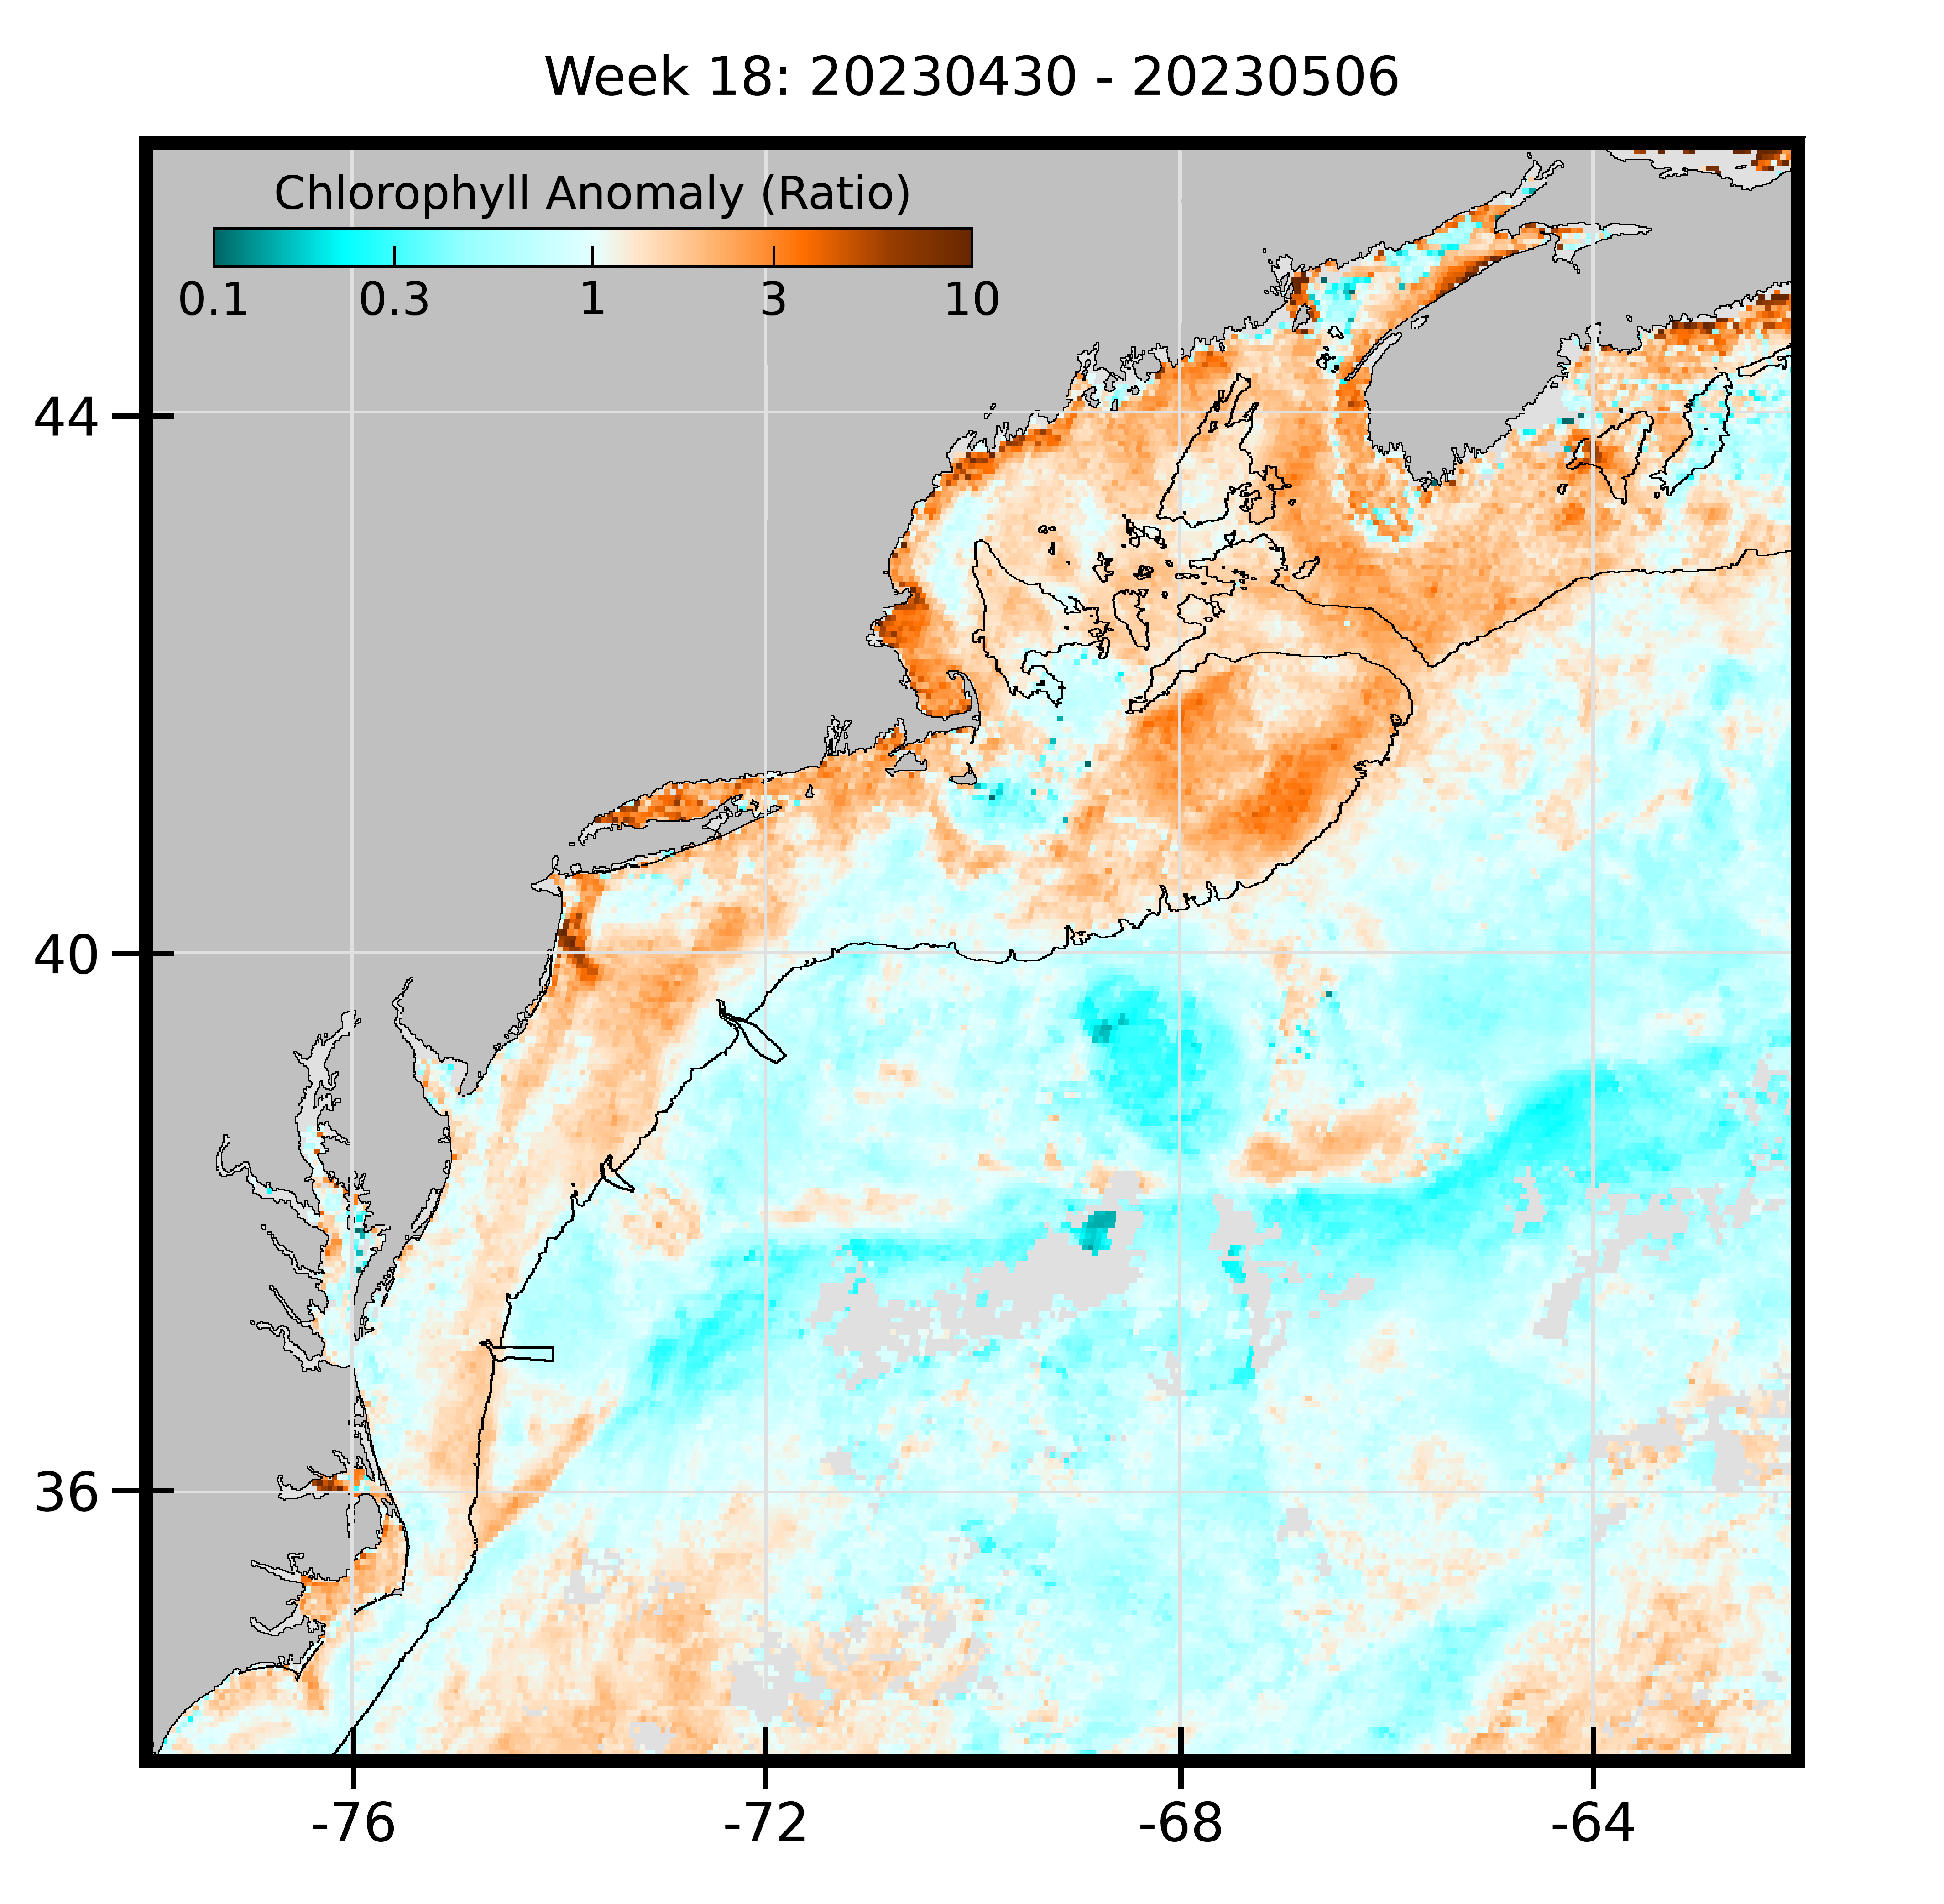 Week 18: 20230430 - 20230506
Chlorophyll Anomaly (Ratio)
0.1 0.3 1 3 10
44
40
36
-76 -72 -68 -64